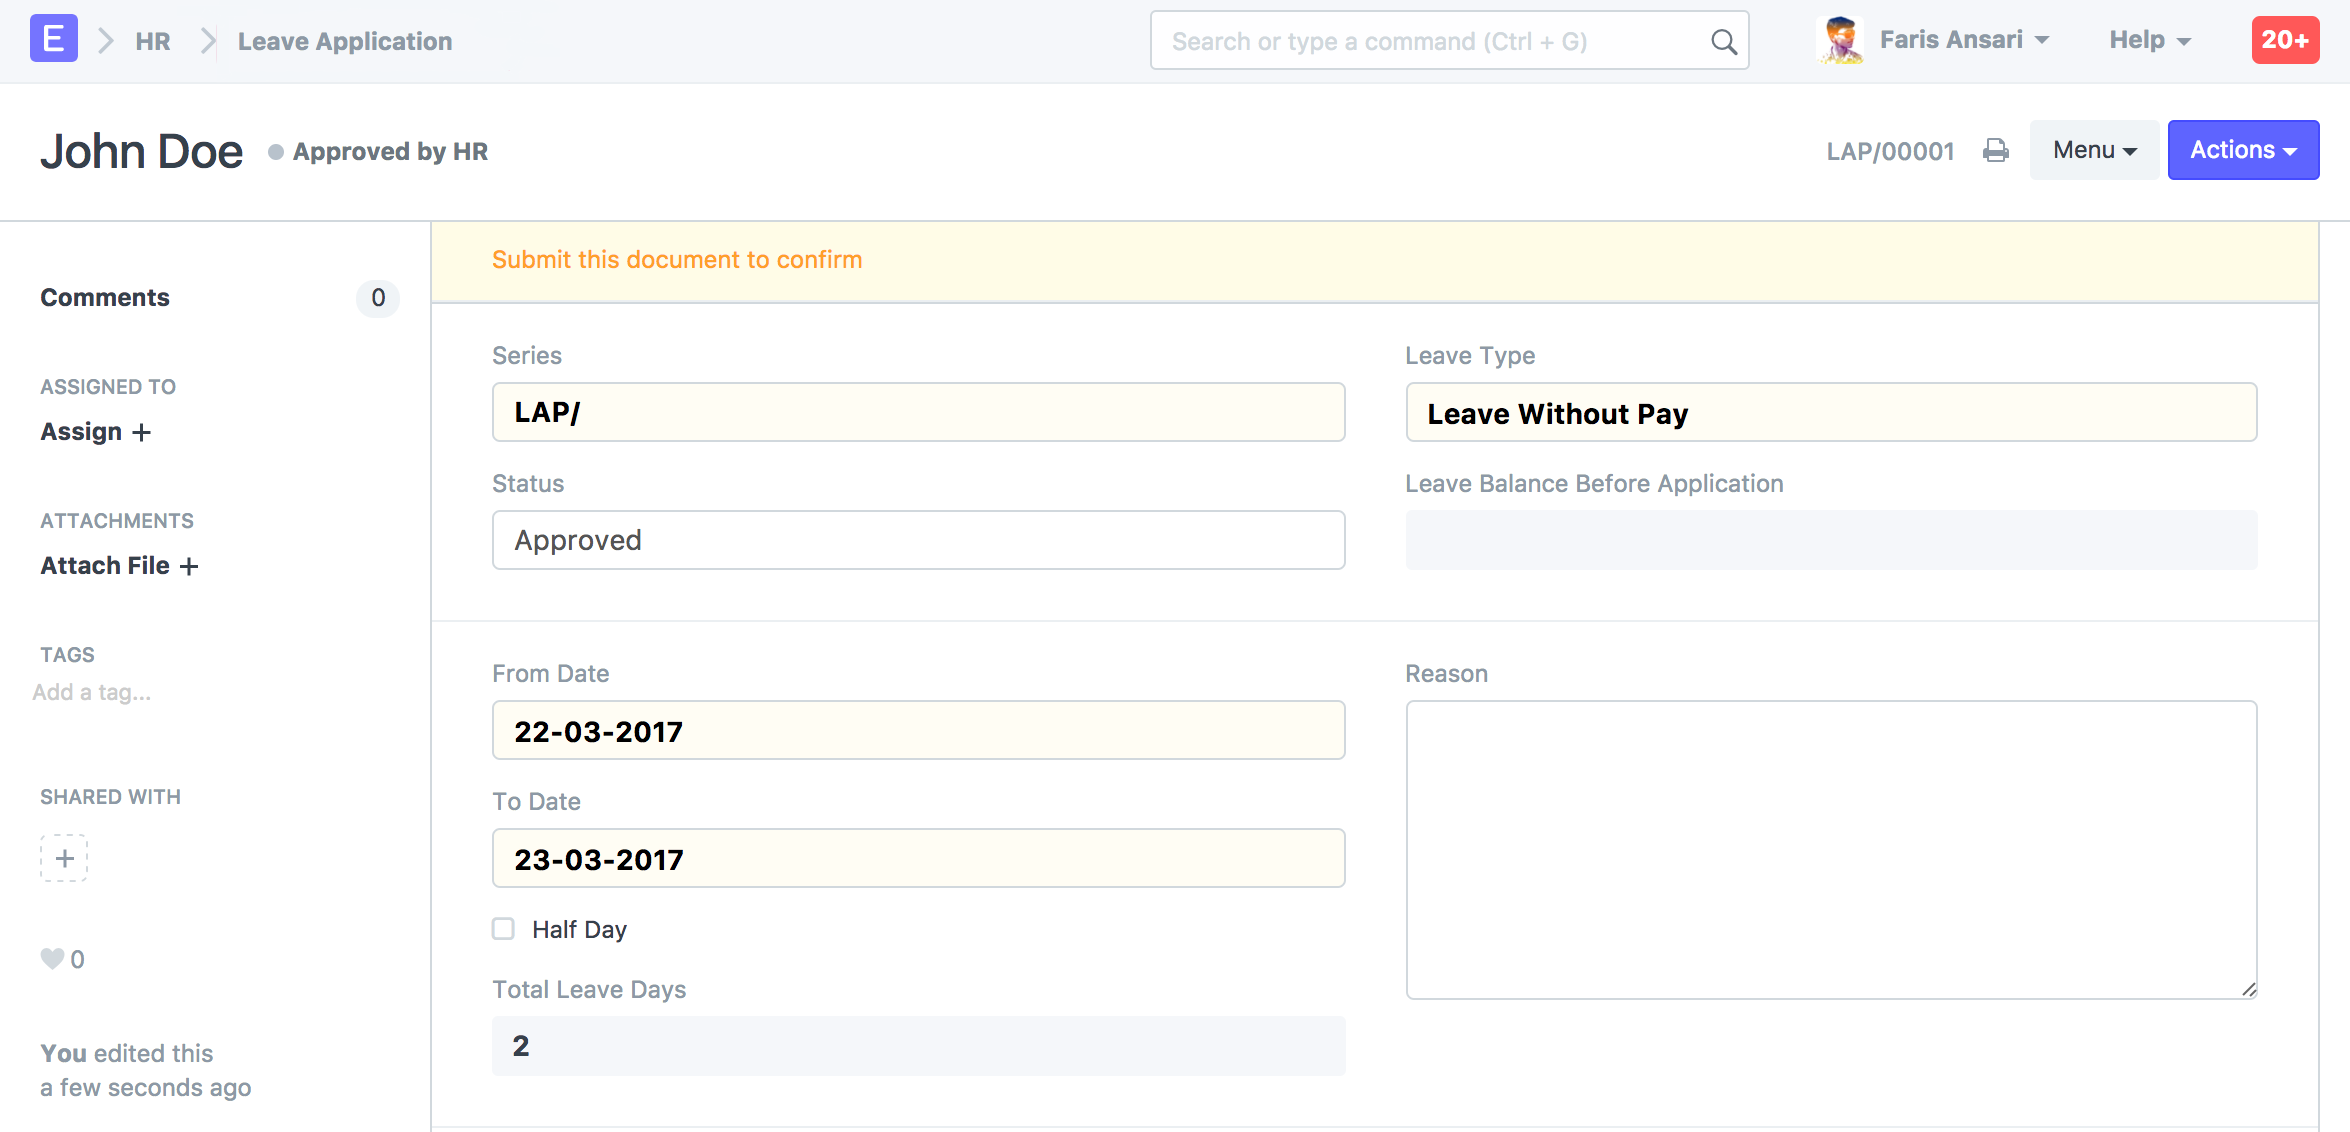 E HR Leave Application Search or type a command (Ctrl + G) Faris Ansari Help 20+
John Doe Approved by HR LAP/00001 Menu Actions
Submit this document to confirm
Comments 0
ASSIGNED TO
Assign +
ATTACHMENTS
Attach File +
TAGS
Add a tag...
SHARED WITH
+
0
You edited this
a few seconds ago
Series
LAP/
Status
Approved
Leave Type
Leave Without Pay
Leave Balance Before Application
From Date
22-03-2017
To Date
23-03-2017
Half Day
Total Leave Days
2
Reason